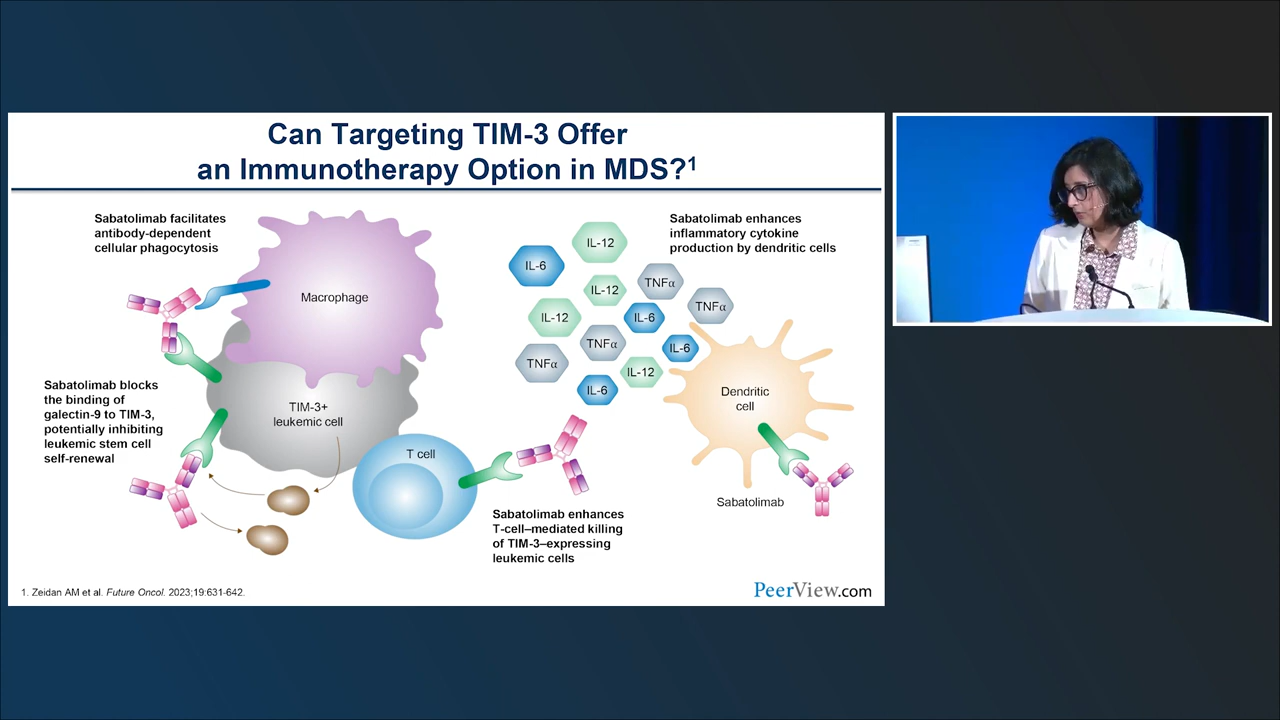 Can Targeting TIM-3 Offer
an Immunotherapy Option in MDS?¹
Sabatolimab facilitates
antibody-dependent
cellular phagocytosis
Macrophage
Sabatolimab blocks
the binding of
galectin-9 to TIM-3,
potentially inhibiting
leukemic stem cell
self-renewal
TIM-3+
leukemic cell
T cell
Sabatolimab enhances
T-cell–mediated killing
of TIM-3–expressing
leukemic cells
Sabatolimab enhances
inflammatory cytokine
production by dendritic cells
IL-12
IL-6
TNFα
IL-12
TNFα
IL-12
IL-6
TNFα
IL-6
TNFα
IL-12
IL-6
Dendritic
cell
Sabatolimab
1. Zeidan AM et al. Future Oncol. 2023;19:631-642.
PeerView.com